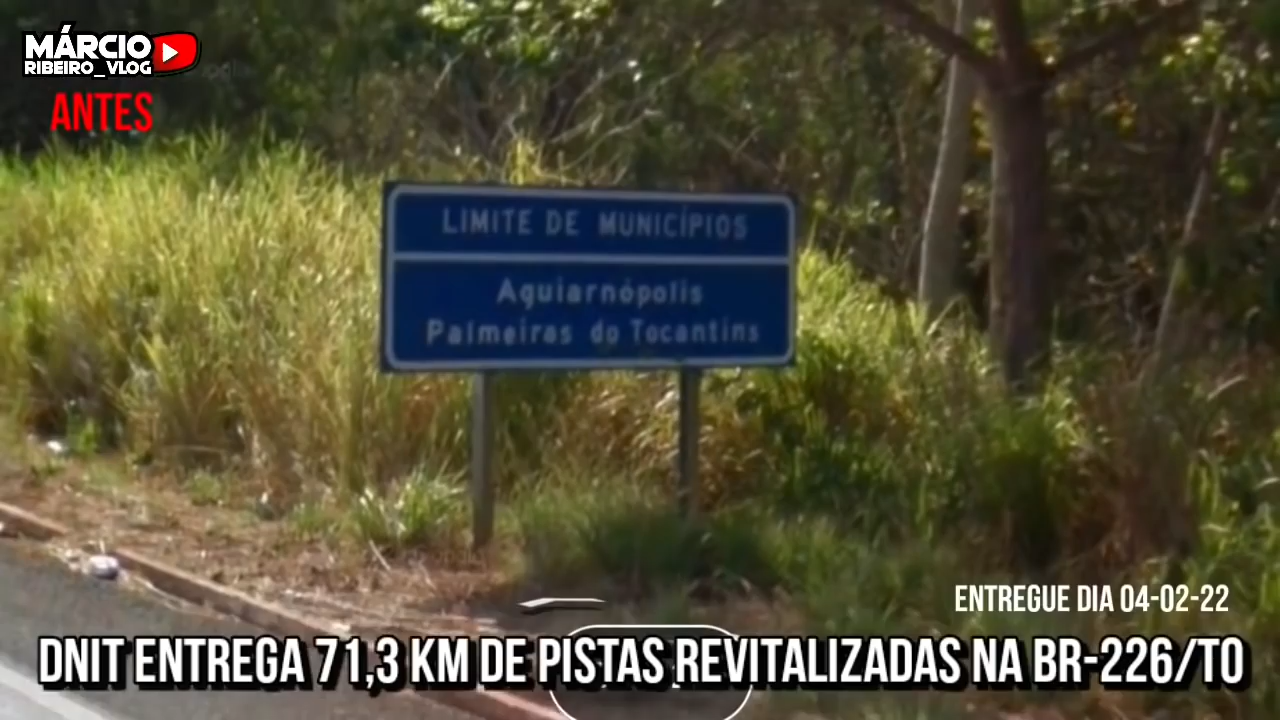 MÁRCIO
RIBEIRO_VLOG
ANTES
LIMITE DE MUNICÍPIOS
Aguiarnópolis
Palmeiras do Tocantins
ENTREGUE DIA 04-02-22
DNIT ENTREGA 71,3 KM DE PISTAS REVITALIZADAS NA BR-226/TO